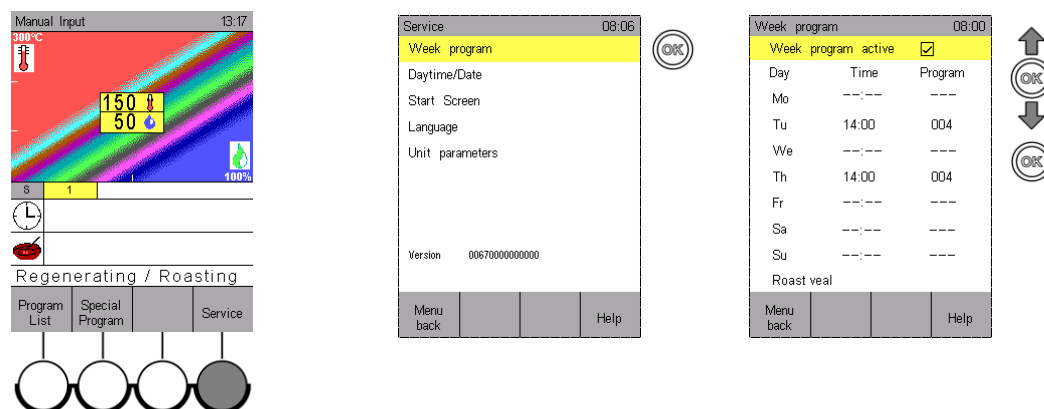 Manual Input 13:17
300°C
150
50
100%
S 1
Regenerating / Roasting
Program List Special Program Service
Service 08:06
Week program
Daytime/Date
Start Screen
Language
Unit parameters
Version 00670000000000
Menu back Help
OK
Week program 08:00
Week program active
Day Time Program
Mo --:-- ---
Tu 14:00 004
We --:-- ---
Th 14:00 004
Fr --:-- ---
Sa --:-- ---
Su --:-- ---
Roast veal
Menu back Help
OK
OK